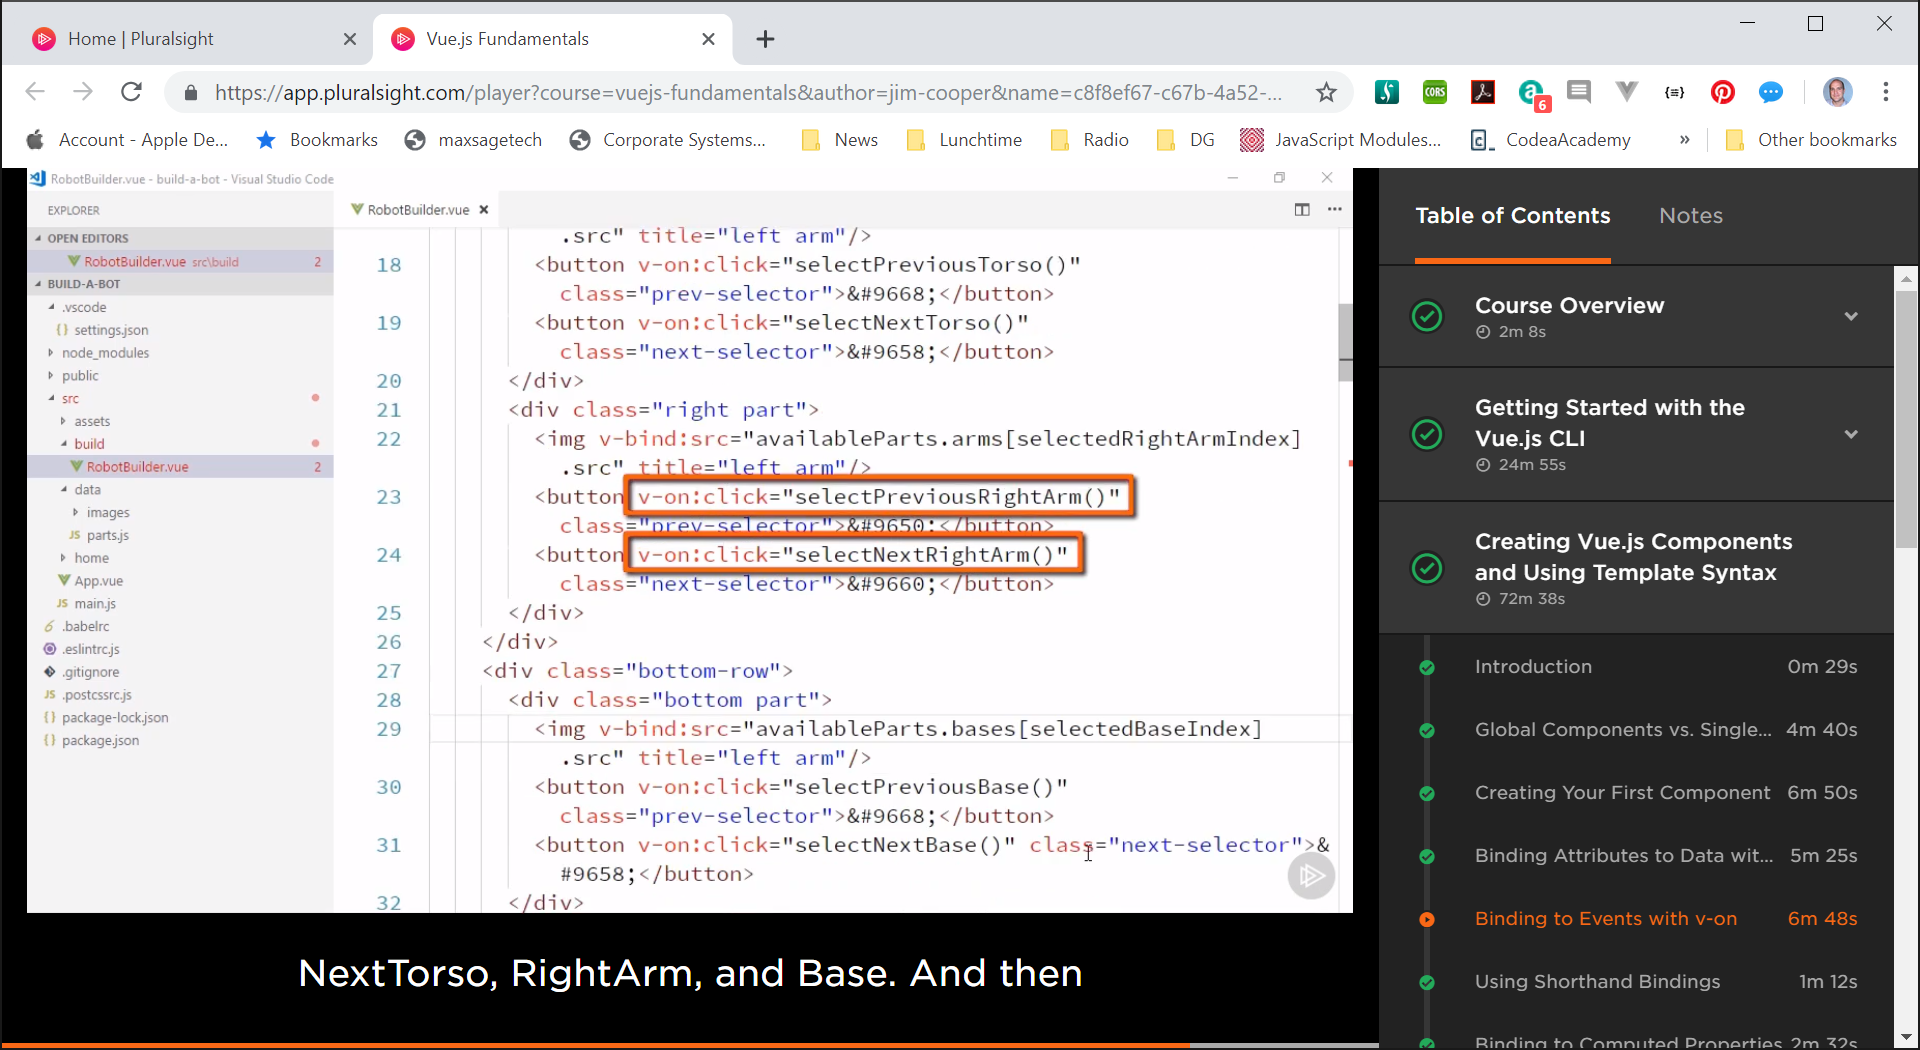 Home | Pluralsight
Vue.js Fundamentals
https://app.pluralsight.com/player?course=vuejs-fundamentals&author=jim-cooper&name=c8f8ef67-c67b-4a52-...
CORS
6
Account - Apple De...
Bookmarks
maxsagetech
Corporate Systems...
News
Lunchtime
Radio
DG
JavaScript Modules...
CodeaAcademy
»
Other bookmarks
RobotBuilder.vue - build-a-bot - Visual Studio Code
EXPLORER
OPEN EDITORS
RobotBuilder.vue src\build 2
BUILD-A-BOT
.vscode
{} settings.json
node_modules
public
src
assets
build
RobotBuilder.vue 2
data
images
JS parts.js
home
App.vue
JS main.js
.babelrc
.eslintrc.js
.gitignore
JS .postcssrc.js
{} package-lock.json
{} package.json
RobotBuilder.vue
.src" title="left arm"/>
18 <button v-on:click="selectPreviousTorso()"
class="prev-selector">&#9668;</button>
19 <button v-on:click="selectNextTorso()"
class="next-selector">&#9658;</button>
20 </div>
21 <div class="right part">
22 <img v-bind:src="availableParts.arms[selectedRightArmIndex]
.src" title="left arm"/>
23 <button v-on:click="selectPreviousRightArm()"
class="prev-selector">&#9650;</button>
24 <button v-on:click="selectNextRightArm()"
class="next-selector">&#9660;</button>
25 </div>
26 </div>
27 <div class="bottom-row">
28 <div class="bottom part">
29 <img v-bind:src="availableParts.bases[selectedBaseIndex]
.src" title="left arm"/>
30 <button v-on:click="selectPreviousBase()"
class="prev-selector">&#9668;</button>
31 <button v-on:click="selectNextBase()" class="next-selector">&
#9658;</button>
32 </div>
NextTorso, RightArm, and Base. And then
Table of Contents
Notes
Course Overview
2m 8s
Getting Started with the
Vue.js CLI
24m 55s
Creating Vue.js Components
and Using Template Syntax
72m 38s
Introduction 0m 29s
Global Components vs. Single... 4m 40s
Creating Your First Component 6m 50s
Binding Attributes to Data wit... 5m 25s
Binding to Events with v-on 6m 48s
Using Shorthand Bindings 1m 12s
Binding to Computed Properties 2m 32s